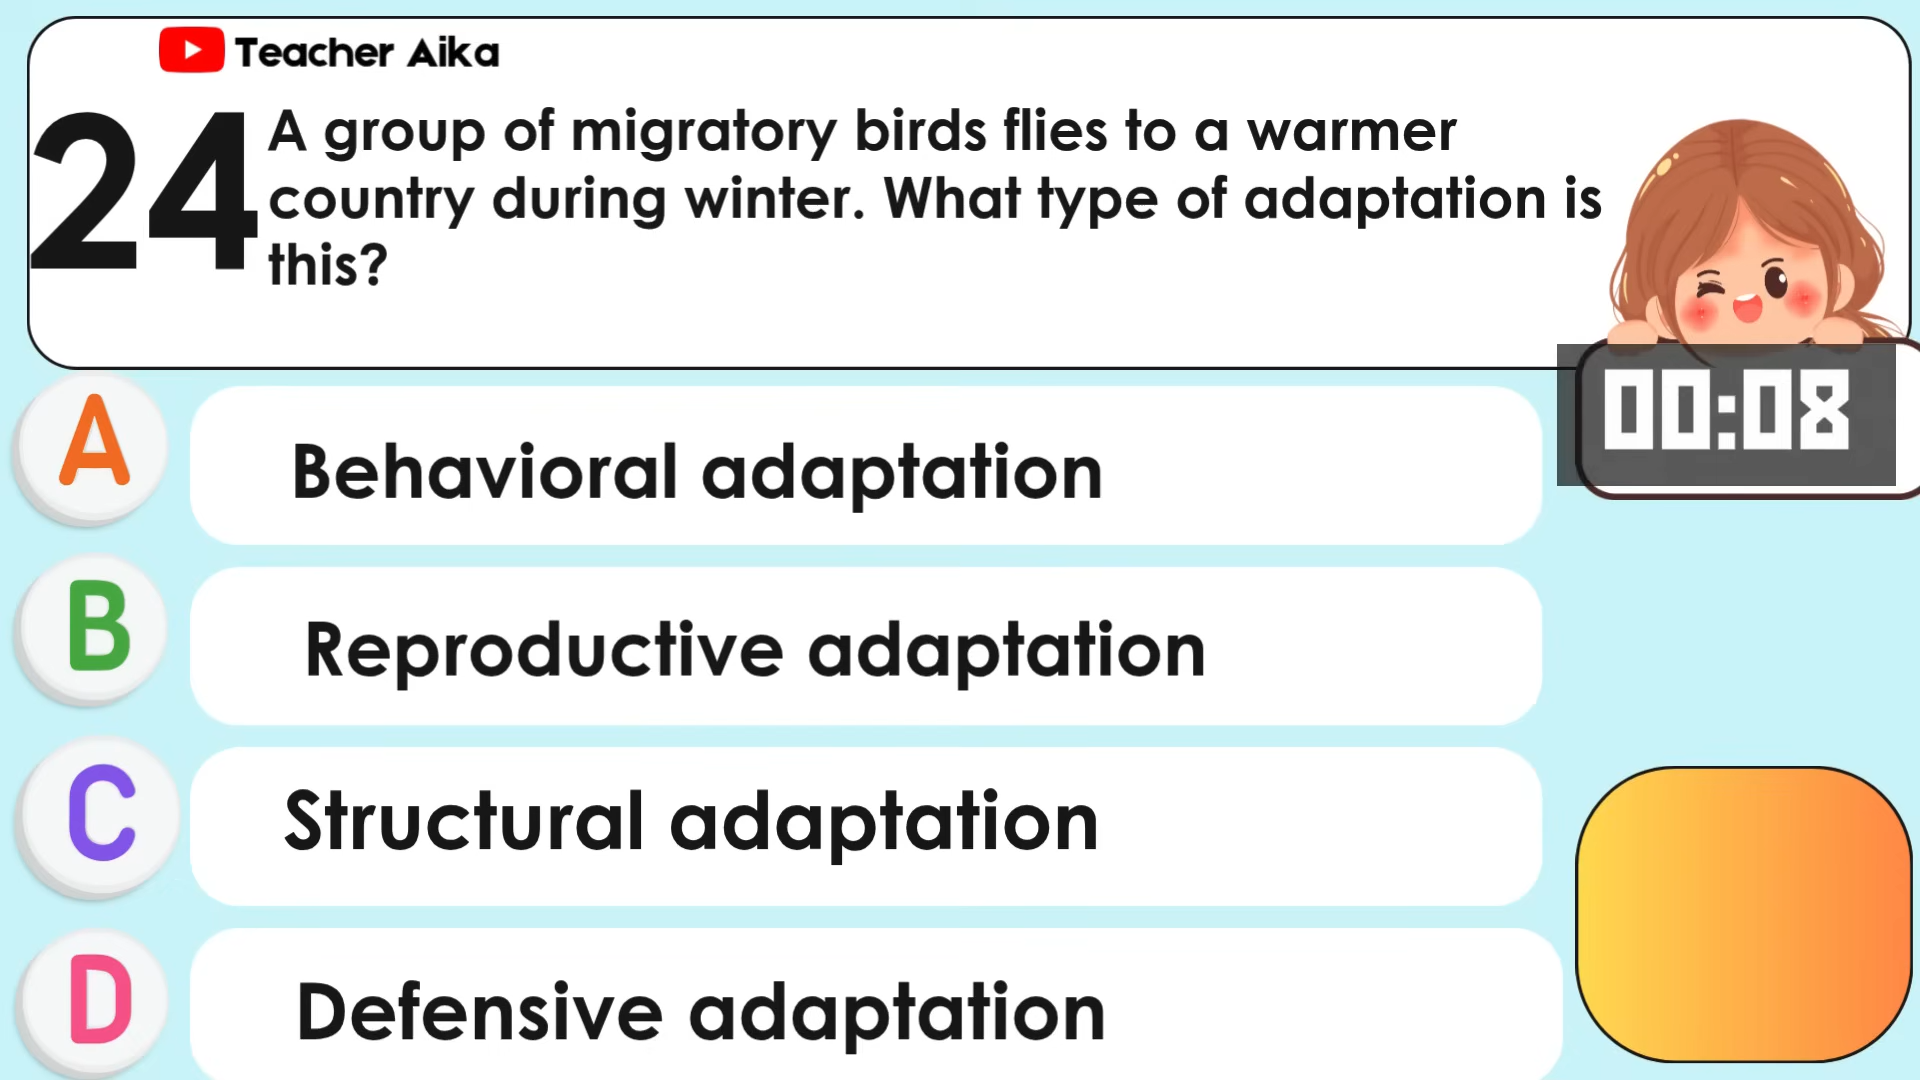 Teacher Aika
24
A group of migratory birds flies to a warmer
country during winter. What type of adaptation is
this?
00:08
A
Behavioral adaptation
B
Reproductive adaptation
C
Structural adaptation
D
Defensive adaptation